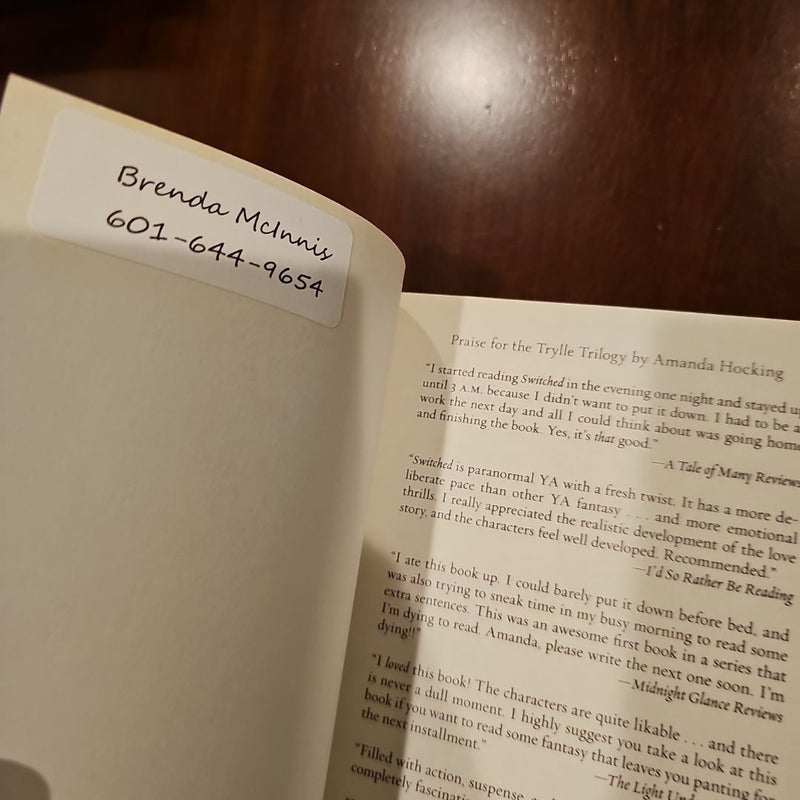 Brenda McInnis
601-644-9654
Praise for the Trylle Trilogy by Amanda Hocking
"I started reading Switched in the evening one night and stayed up
until 3 A.M. because I didn't want to put it down. I had to be a
work the next day and all I could think about was going home
and finishing the book. Yes, it's that good."
—A Tale of Many Reviews
"Switched is paranormal YA with a fresh twist. It has a more de-
liberate pace than other YA fantasy . . . and more emotional
thrills. I really appreciated the realistic development of the love
story, and the characters feel well developed. Recommended."
—I'd So Rather Be Reading
"I ate this book up. I could barely put it down before bed, and
was also trying to sneak time in my busy morning to read some
extra sentences. This was an awesome first book in a series that
I'm dying to read. Amanda, please write the next one soon. I'm
dying!!"
—Midnight Glance Reviews
"I loved this book! The characters are quite likable . . . and there
is never a dull moment. I highly suggest you take a look at this
book if you want to read some fantasy that leaves you panting for
the next installment."
—The Light
"Filled with action, suspense,
completely